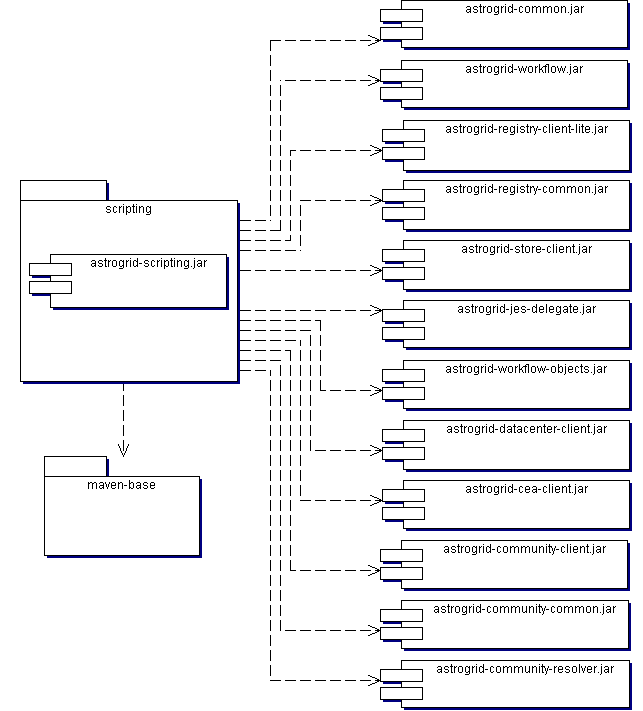 astrogrid-common.jar
astrogrid-workflow.jar
astrogrid-registry-client-lite.jar
astrogrid-registry-common.jar
scripting
astrogrid-store-client.jar
astrogrid-scripting.jar
astrogrid-jes-delegate.jar
astrogrid-workflow-objects.jar
astrogrid-datacenter-client.jar
maven-base
astrogrid-cea-client.jar
astrogrid-community-client.jar
astrogrid-community-common.jar
astrogrid-community-resolver.jar